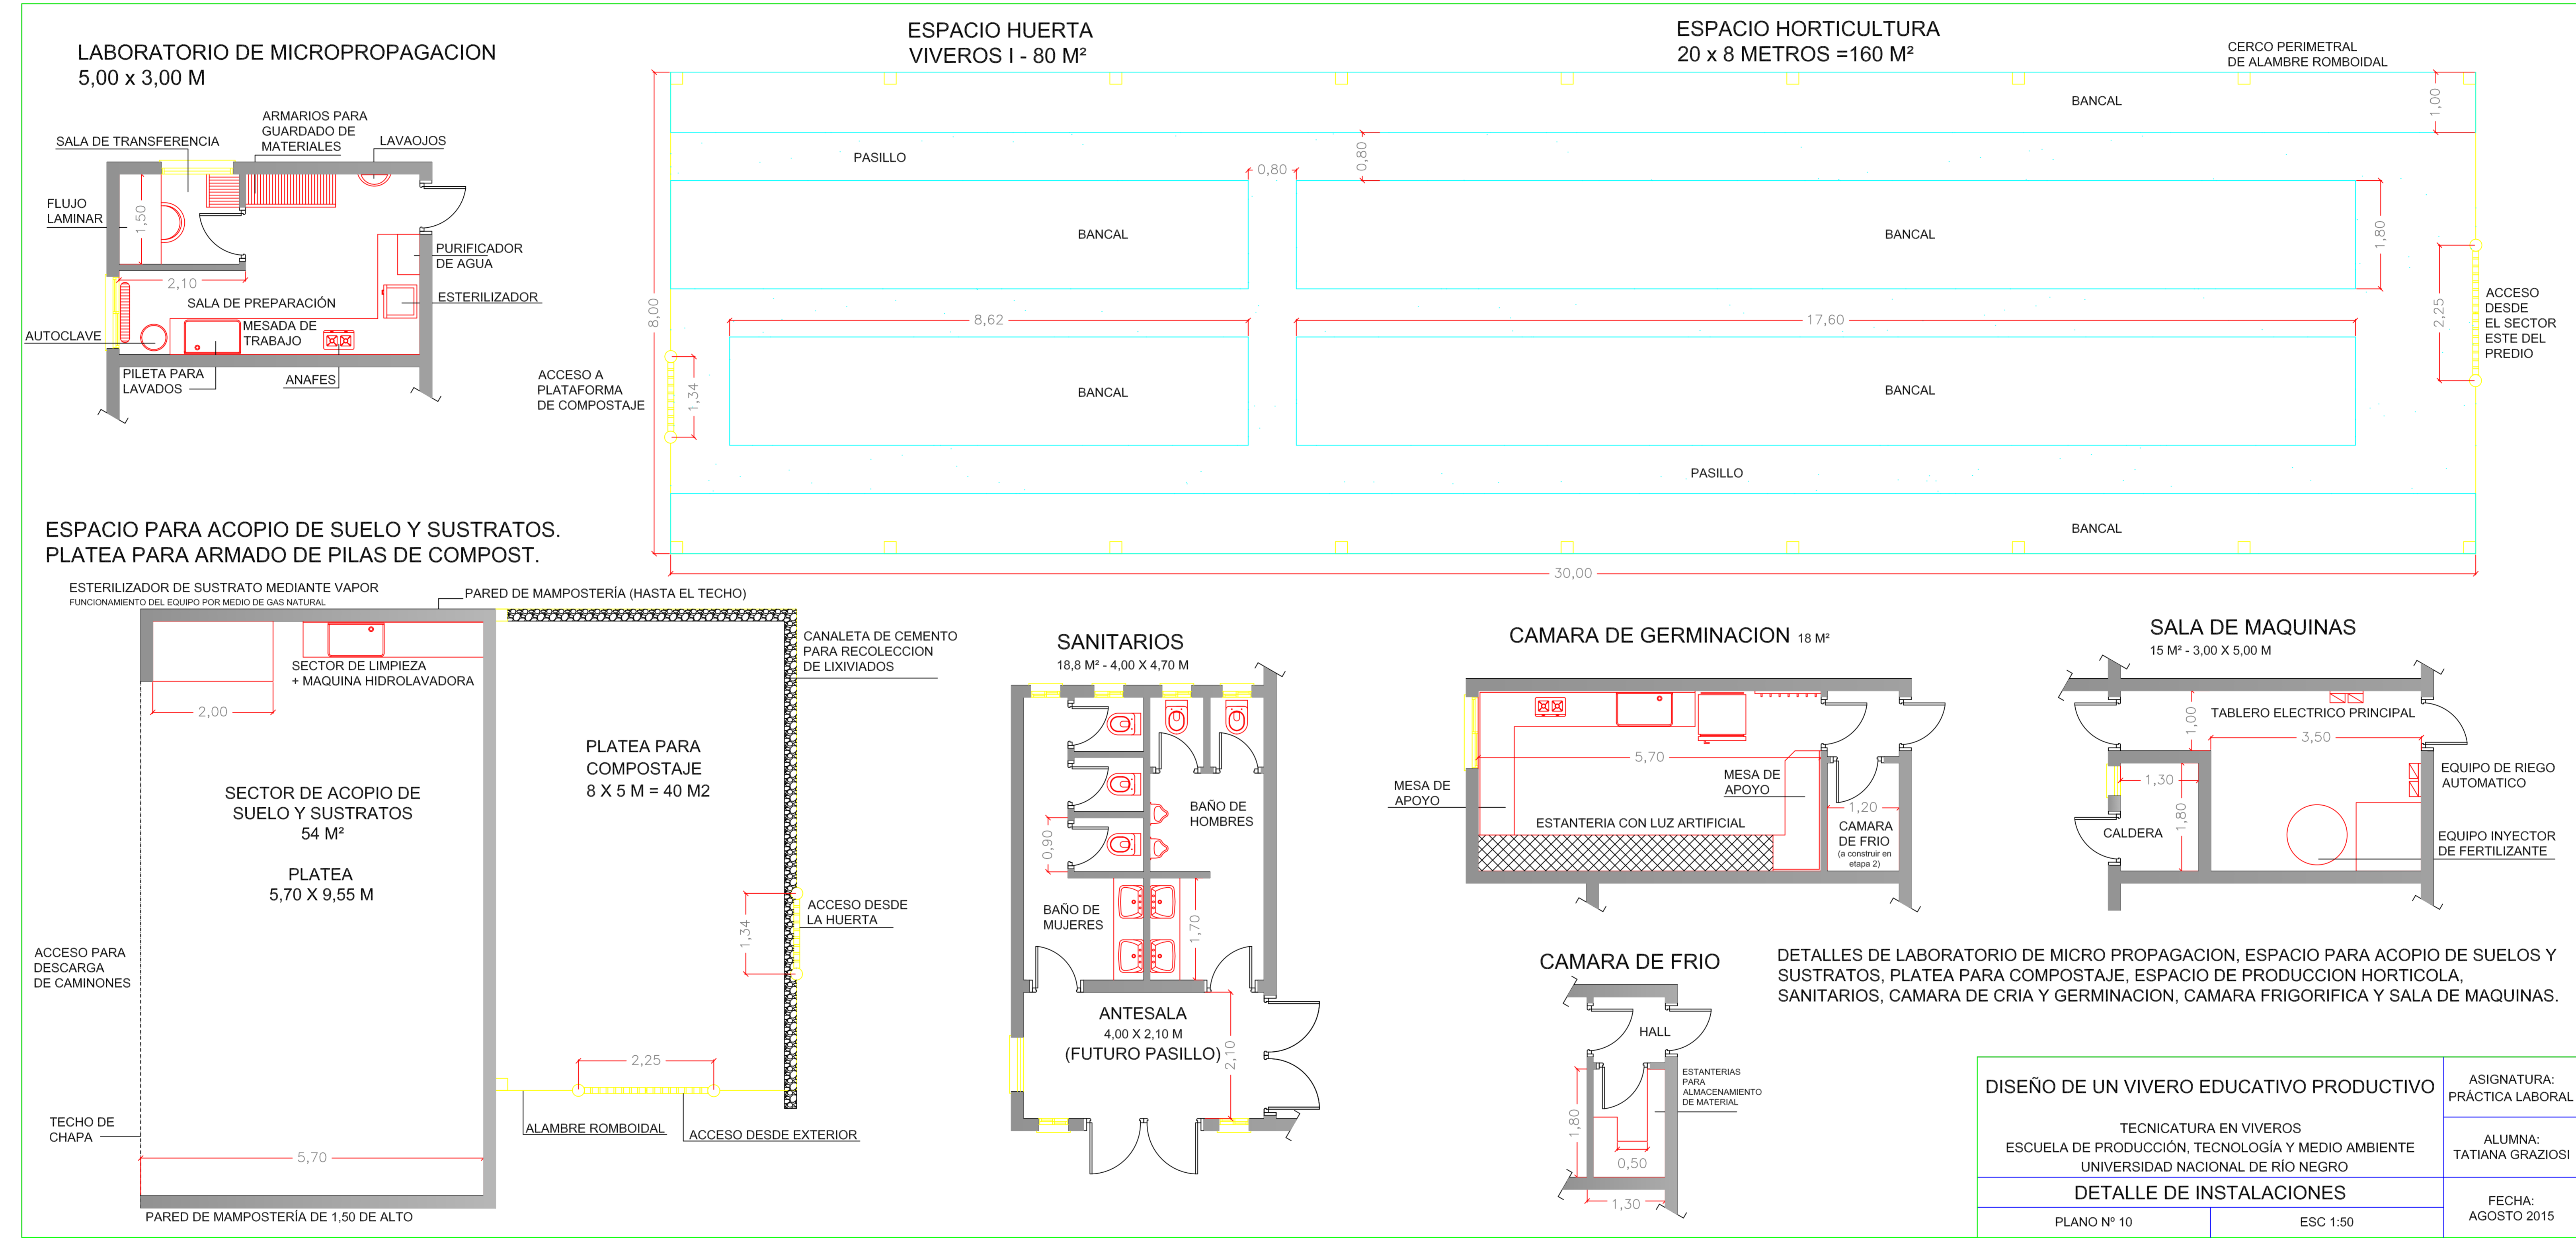 LABORATORIO DE MICROPROPAGACION
5,00 x 3,00 M
SALA DE TRANSFERENCIA
ARMARIOS PARA
GUARDADO DE
MATERIALES
LAVAOJOS
FLUJO
LAMINAR
1,50
PURIFICADOR
DE AGUA
2,10
SALA DE PREPARACIÓN
ESTERILIZADOR
AUTOCLAVE
MESADA DE
TRABAJO
PILETA PARA
LAVADOS
ANAFES
ESPACIO HUERTA
VIVEROS I - 80 M²
ESPACIO HORTICULTURA
20 x 8 METROS =160 M²
CERCO PERIMETRAL
DE ALAMBRE ROMBOIDAL
BANCAL
1,00
PASILLO
0,80
0,80
BANCAL
BANCAL
1,80
8,00
8,62
17,60
2,25
ACCESO
DESDE
EL SECTOR
ESTE DEL
PREDIO
ACCESO A
PLATAFORMA
DE COMPOSTAJE
1,34
BANCAL
BANCAL
PASILLO
BANCAL
30,00
ESPACIO PARA ACOPIO DE SUELO Y SUSTRATOS.
PLATEA PARA ARMADO DE PILAS DE COMPOST.
ESTERILIZADOR DE SUSTRATO MEDIANTE VAPOR
FUNCIONAMIENTO DEL EQUIPO POR MEDIO DE GAS NATURAL
PARED DE MAMPOSTERÍA (HASTA EL TECHO)
CANALETA DE CEMENTO
PARA RECOLECCION
DE LIXIVIADOS
SECTOR DE LIMPIEZA
+ MAQUINA HIDROLAVADORA
2,00
PLATEA PARA
COMPOSTAJE
8 X 5 M = 40 M2
SECTOR DE ACOPIO DE
SUELO Y SUSTRATOS
54 M²
PLATEA
5,70 X 9,55 M
1,34
ACCESO DESDE
LA HUERTA
ACCESO PARA
DESCARGA
DE CAMINONES
2,25
TECHO DE
CHAPA
ALAMBRE ROMBOIDAL
ACCESO DESDE EXTERIOR
5,70
PARED DE MAMPOSTERÍA DE 1,50 DE ALTO
SANITARIOS
18,8 M² - 4,00 X 4,70 M
BAÑO DE
HOMBRES
0,90
BAÑO DE
MUJERES
1,70
ANTESALA
4,00 X 2,10 M
(FUTURO PASILLO)
2,10
CAMARA DE GERMINACION 18 M²
5,70
MESA DE
APOYO
MESA DE
APOYO
ESTANTERIA CON LUZ ARTIFICIAL
1,20
CAMARA
DE FRIO
(a construir en
etapa 2)
SALA DE MAQUINAS
15 M² - 3,00 X 5,00 M
TABLERO ELECTRICO PRINCIPAL
1,00
3,50
1,30
EQUIPO DE RIEGO
AUTOMATICO
1,80
CALDERA
EQUIPO INYECTOR
DE FERTILIZANTE
CAMARA DE FRIO
HALL
ESTANTERIAS
PARA
ALMACENAMIENTO
DE MATERIAL
1,80
0,50
1,30
DETALLES DE LABORATORIO DE MICRO PROPAGACION, ESPACIO PARA ACOPIO DE SUELOS Y
SUSTRATOS, PLATEA PARA COMPOSTAJE, ESPACIO DE PRODUCCION HORTICOLA,
SANITARIOS, CAMARA DE CRIA Y GERMINACION, CAMARA FRIGORIFICA Y SALA DE MAQUINAS.
DISEÑO DE UN VIVERO EDUCATIVO PRODUCTIVO
ASIGNATURA:
PRÁCTICA LABORAL
TECNICATURA EN VIVEROS
ESCUELA DE PRODUCCIÓN, TECNOLOGÍA Y MEDIO AMBIENTE
UNIVERSIDAD NACIONAL DE RÍO NEGRO
ALUMNA:
TATIANA GRAZIOSI
DETALLE DE INSTALACIONES
FECHA:
AGOSTO 2015
PLANO Nº 10
ESC 1:50